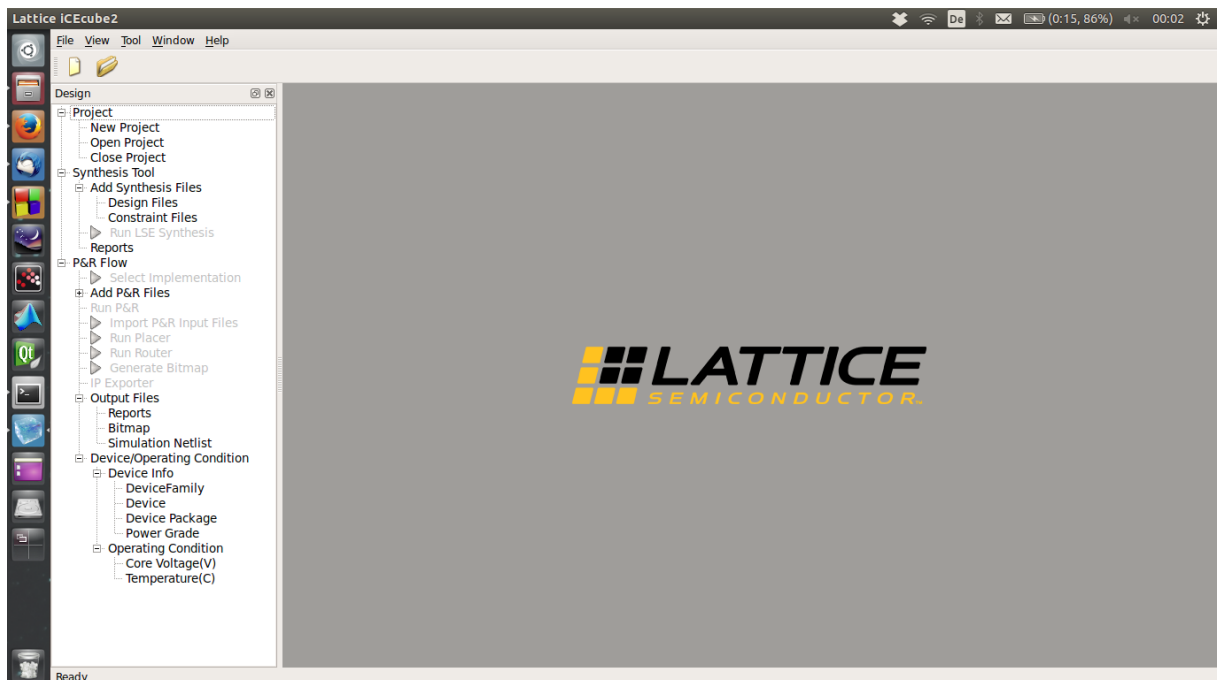 Lattice iCEcube2
De (0:15, 86%) 00:02
File View Tool Window Help
Design
Project
New Project
Open Project
Close Project
Synthesis Tool
Add Synthesis Files
Design Files
Constraint Files
Run LSE Synthesis
Reports
P&R Flow
Select Implementation
Add P&R Files
Run P&R
Import P&R Input Files
Run Placer
Run Router
Generate Bitmap
IP Exporter
Output Files
Reports
Bitmap
Simulation Netlist
Device/Operating Condition
Device Info
DeviceFamily
Device
Device Package
Power Grade
Operating Condition
Core Voltage(V)
Temperature(C)
Qt
LATTICE
SEMICONDUCTOR
Ready